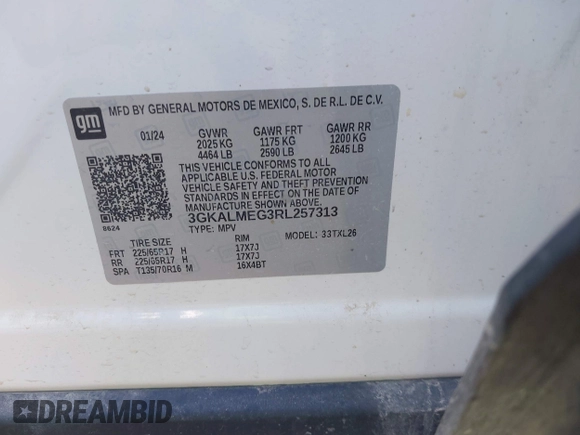 gm
MFD BY GENERAL MOTORS DE MEXICO, S. DE R.L. DE C.V.
01/24 GVWR GAWR FRT GAWR RR
2025 KG 1175 KG 1200 KG
4464 LB 2590 LB 2645 LB
THIS VEHICLE CONFORMS TO ALL
APPLICABLE U.S. FEDERAL MOTOR
VEHICLE SAFETY AND THEFT PREVENTION
STANDARDS IN EFFECT ON THE DATE OF
MANUFACTURE SHOWN ABOVE.
3GKALMEG3RL257313
8624
TYPE: MPV MODEL: 33TXL26
TIRE SIZE RIM
FRT 225/65R17 H 17X7J
RR 225/65R17 H 17X7J
SPA T135/70R16 M 16X4BT
DREAMBID